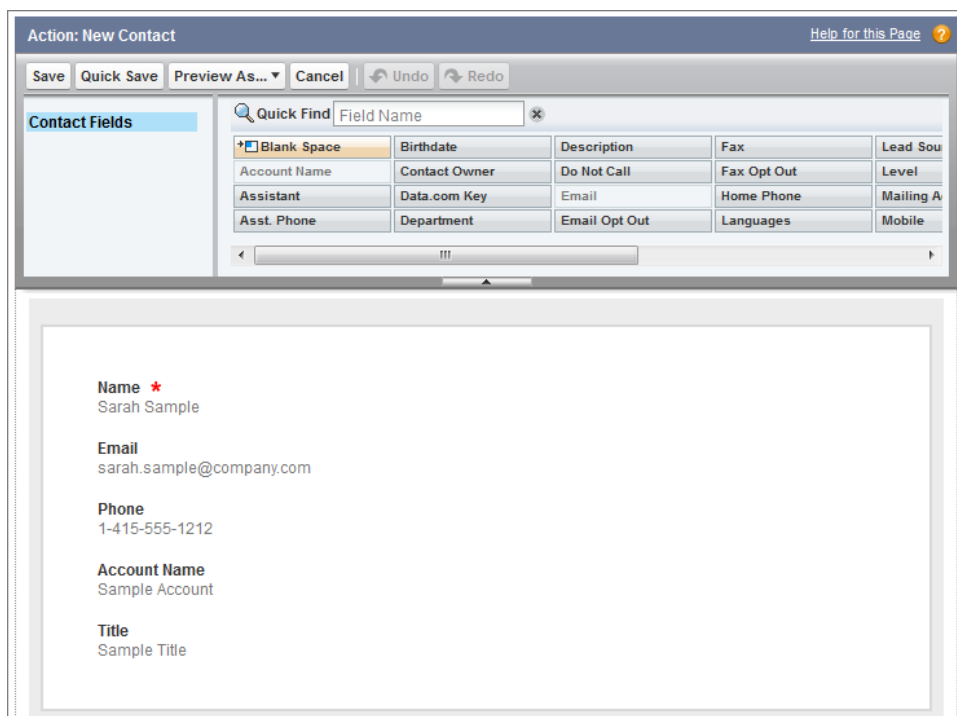 Action: New Contact Help for this Page ?
Save Quick Save Preview As... Cancel Undo Redo
Contact Fields
Quick Find Field Name
Blank Space Birthdate Description Fax Lead Sou
Account Name Contact Owner Do Not Call Fax Opt Out Level
Assistant Data.com Key Email Home Phone Mailing A
Asst. Phone Department Email Opt Out Languages Mobile
Name *
Sarah Sample
Email
sarah.sample@company.com
Phone
1-415-555-1212
Account Name
Sample Account
Title
Sample Title